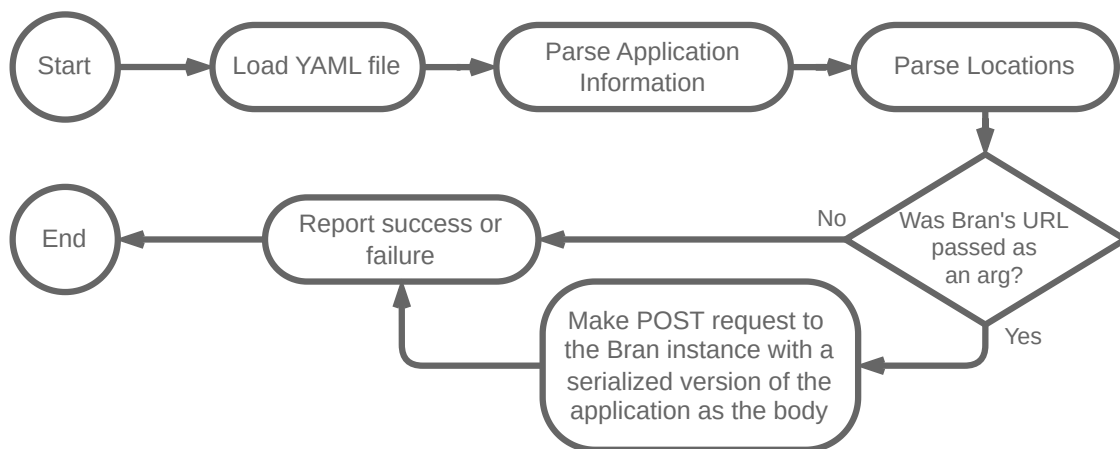 Start
Load YAML file
Parse Application
Information
Parse Locations
Was Bran's URL
passed as
an arg?
No
Yes
Make POST request to
the Bran instance with a
serialized version of the
application as the body
Report success or
failure
End